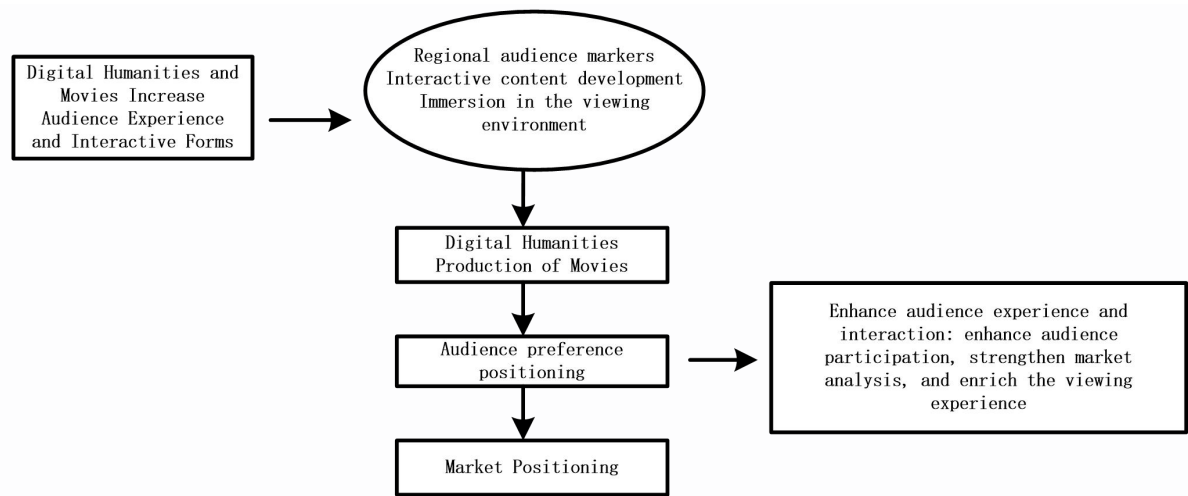 Digital Humanities and
Movies Increase
Audience Experience
and Interactive Forms
Regional audience markers
Interactive content development
Immersion in the viewing
environment
Digital Humanities
Production of Movies
Audience preference
positioning
Enhance audience experience and
interaction: enhance audience
participation, strengthen market
analysis, and enrich the viewing
experience
Market Positioning